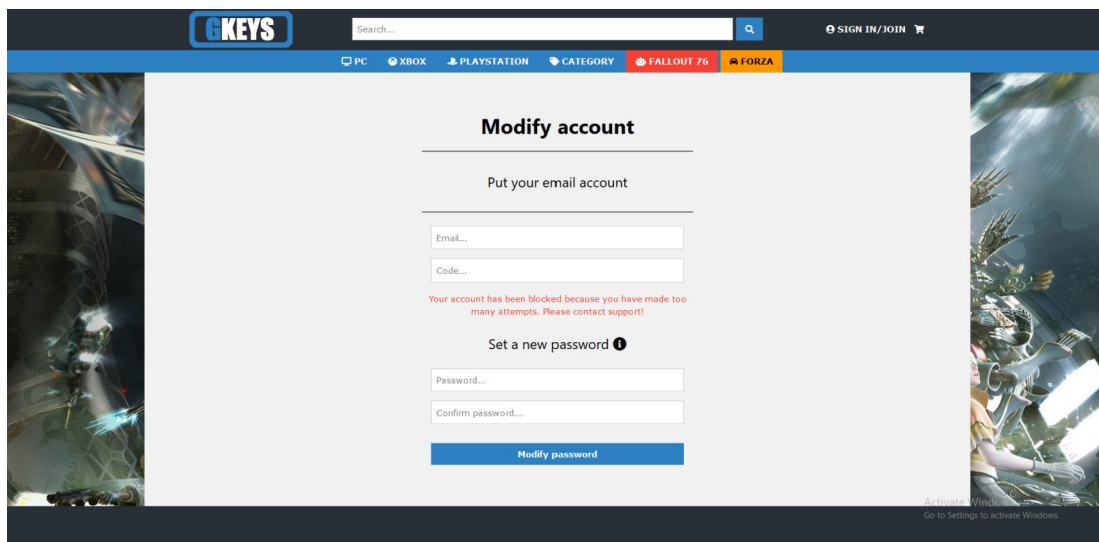 GKEYS
Search...
SIGN IN/JOIN
PC XBOX PLAYSTATION CATEGORY FALLOUT 76 FORZA
Modify account
Put your email account
Email...
Code...
Your account has been blocked because you have made too
many attempts. Please contact support!
Set a new password
Password...
Confirm password...
Modify password
Activate Windo
Go to Settings to activate Windows.